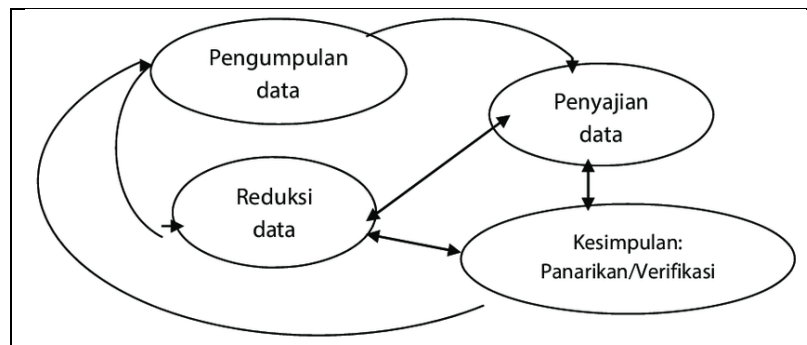 Pengumpulan
data
Penyajian
data
Reduksi
data
Kesimpulan:
Panarikan/Verifikasi